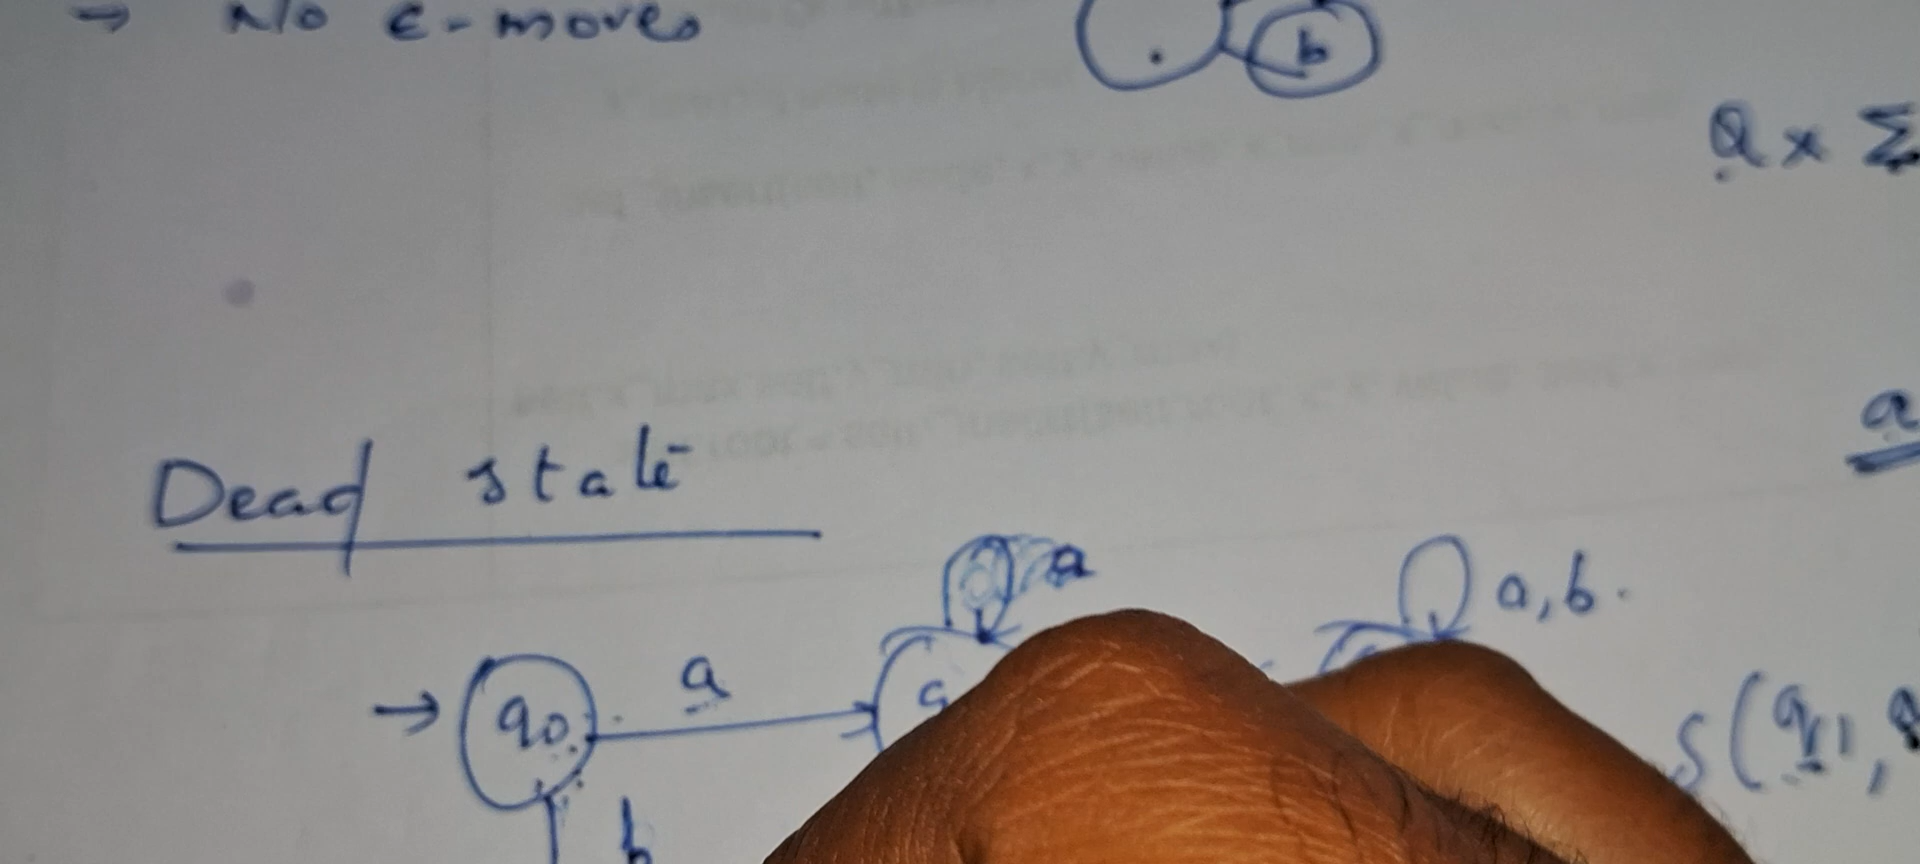 → No ε-moves
b
Q × Σ
a
Dead state
a
a, b.
→ q0 a
δ(q1,
b